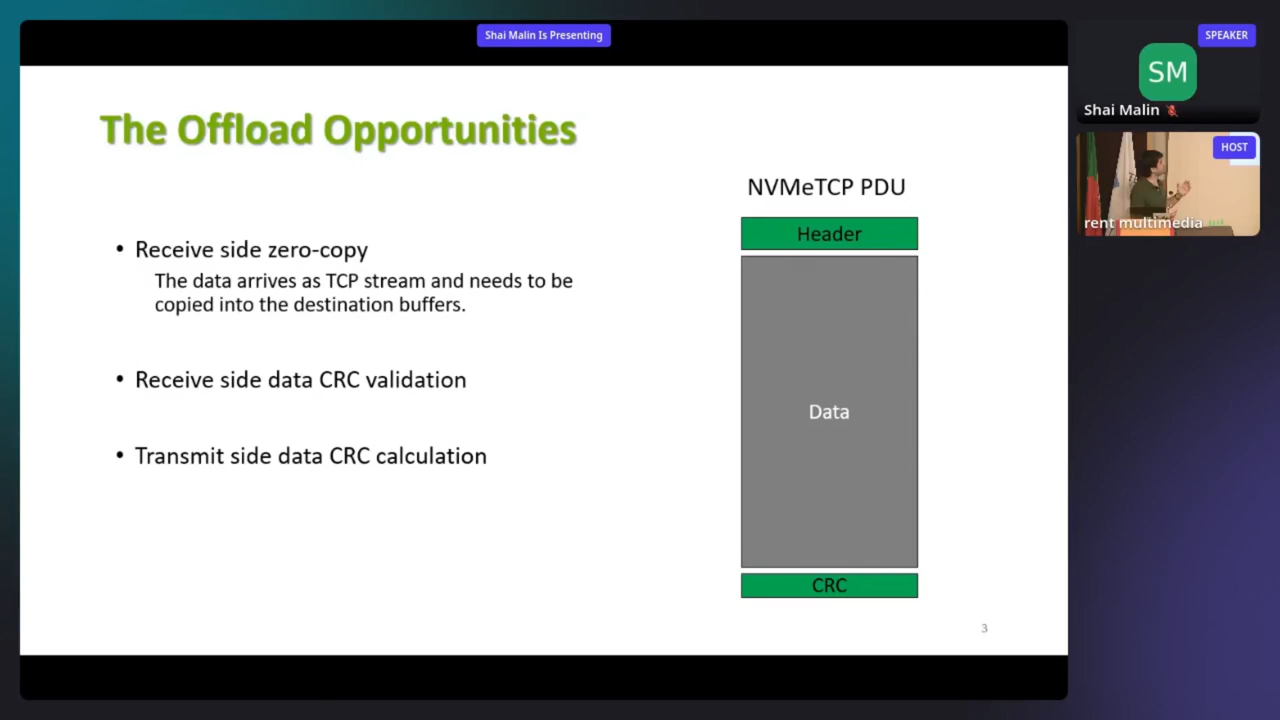 Shai Malin Is Presenting
SPEAKER
SM
Shai Malin
HOST
rent multimedia
The Offload Opportunities
• Receive side zero-copy
The data arrives as TCP stream and needs to be
copied into the destination buffers.
• Receive side data CRC validation
• Transmit side data CRC calculation
NVMeTCP PDU
Header
Data
CRC
3